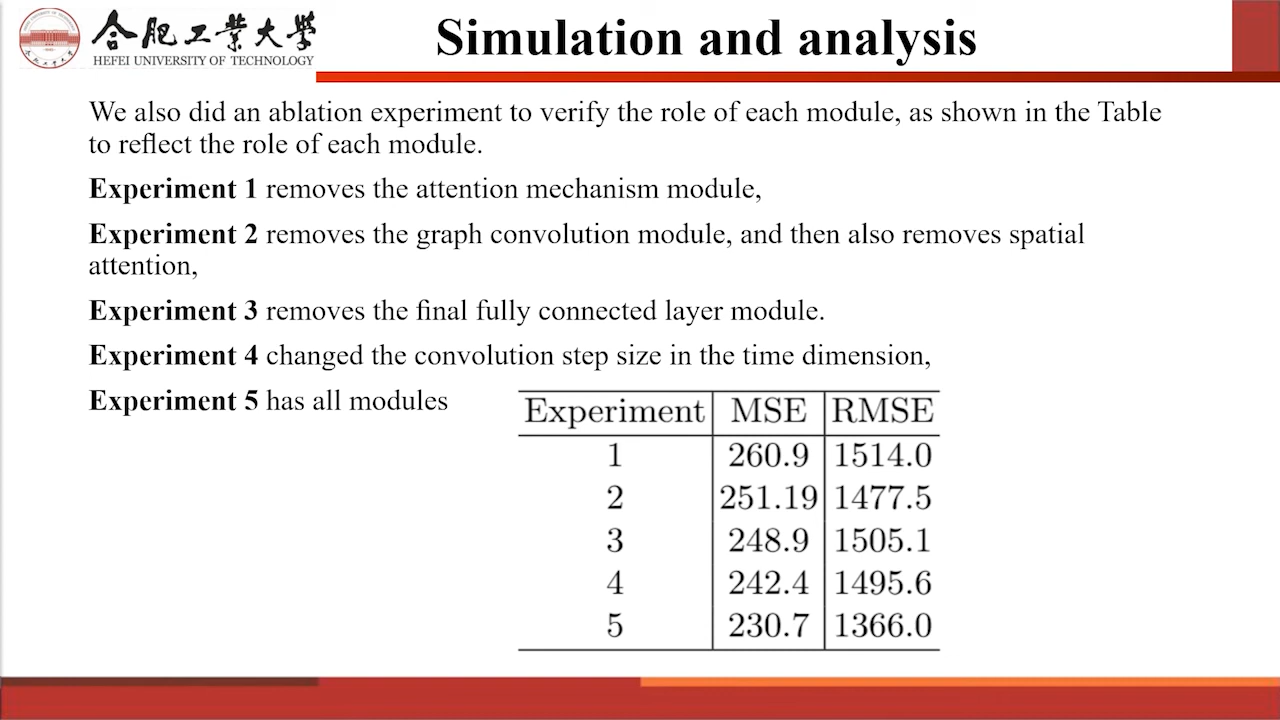 合肥工业大学
HEFEI UNIVERSITY OF TECHNOLOGY
Simulation and analysis
We also did an ablation experiment to verify the role of each module, as shown in the Table
to reflect the role of each module.
Experiment 1 removes the attention mechanism module,
Experiment 2 removes the graph convolution module, and then also removes spatial
attention,
Experiment 3 removes the final fully connected layer module.
Experiment 4 changed the convolution step size in the time dimension,
Experiment 5 has all modules
Experiment MSE RMSE
1 260.9 1514.0
2 251.19 1477.5
3 248.9 1505.1
4 242.4 1495.6
5 230.7 1366.0